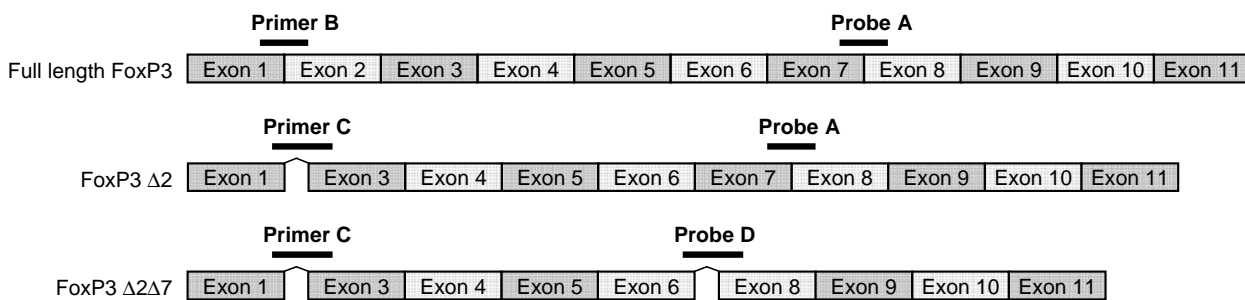 Primer B Probe A
Full length FoxP3 Exon 1 Exon 2 Exon 3 Exon 4 Exon 5 Exon 6 Exon 7 Exon 8 Exon 9 Exon 10 Exon 11
Primer C Probe A
FoxP3 Δ2 Exon 1 Exon 3 Exon 4 Exon 5 Exon 6 Exon 7 Exon 8 Exon 9 Exon 10 Exon 11
Primer C Probe D
FoxP3 Δ2Δ7 Exon 1 Exon 3 Exon 4 Exon 5 Exon 6 Exon 8 Exon 9 Exon 10 Exon 11